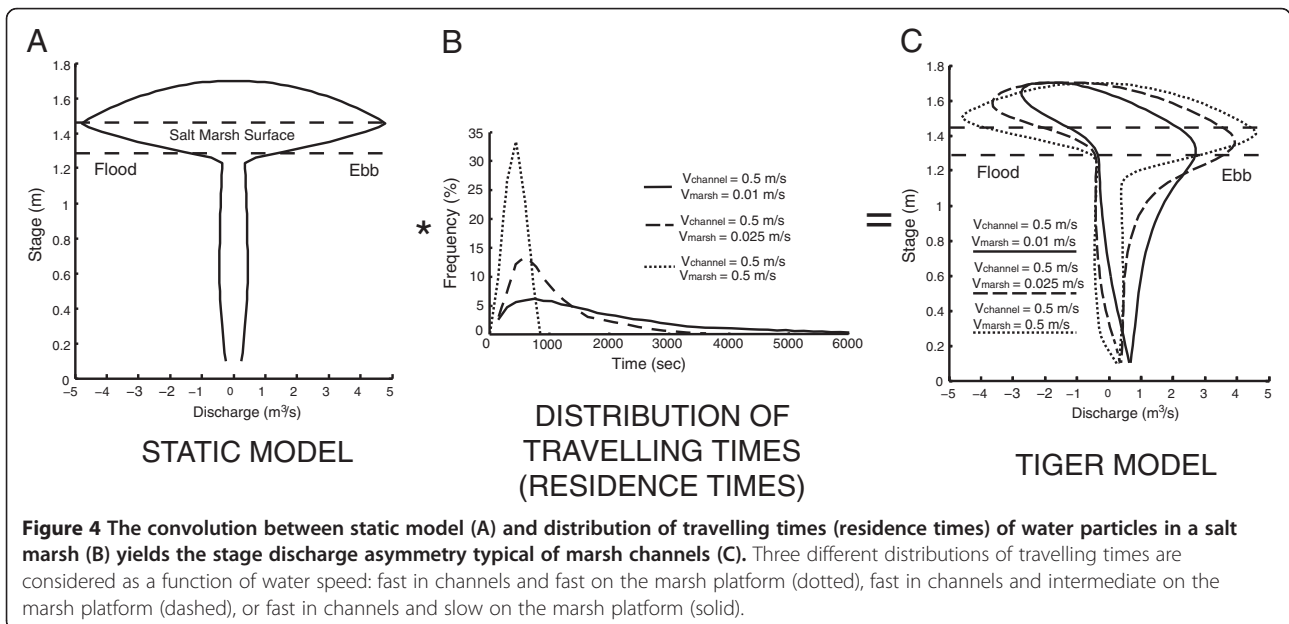 A
1.8
1.6
1.4
1.2
1
0.8
0.6
0.4
0.2
0
Stage (m)
Salt Marsh Surface
Flood
Ebb
−5 −4 −3 −2 −1 0 1 2 3 4 5
Discharge (m³/s)
STATIC MODEL
*
B
35
30
25
20
15
10
5
0
Frequency (%)
Vchannel = 0.5 m/s
Vmarsh = 0.01 m/s
Vchannel = 0.5 m/s
Vmarsh = 0.025 m/s
Vchannel = 0.5 m/s
Vmarsh = 0.5 m/s
0 1000 2000 3000 4000 5000 6000
Time (sec)
DISTRIBUTION OF
TRAVELLING TIMES
(RESIDENCE TIMES)
=
C
1.8
1.6
1.4
1.2
1
0.8
0.6
0.4
0.2
0
Stage (m)
Flood
Ebb
Vchannel = 0.5 m/s
Vmarsh = 0.01 m/s
Vchannel = 0.5 m/s
Vmarsh = 0.025 m/s
Vchannel = 0.5 m/s
Vmarsh = 0.5 m/s
−5 −4 −3 −2 −1 0 1 2 3 4 5
Discharge (m³/s)
TIGER MODEL
Figure 4 The convolution between static model (A) and distribution of travelling times (residence times) of water particles in a salt
marsh (B) yields the stage discharge asymmetry typical of marsh channels (C). Three different distributions of travelling times are
considered as a function of water speed: fast in channels and fast on the marsh platform (dotted), fast in channels and intermediate on the
marsh platform (dashed), or fast in channels and slow on the marsh platform (solid).